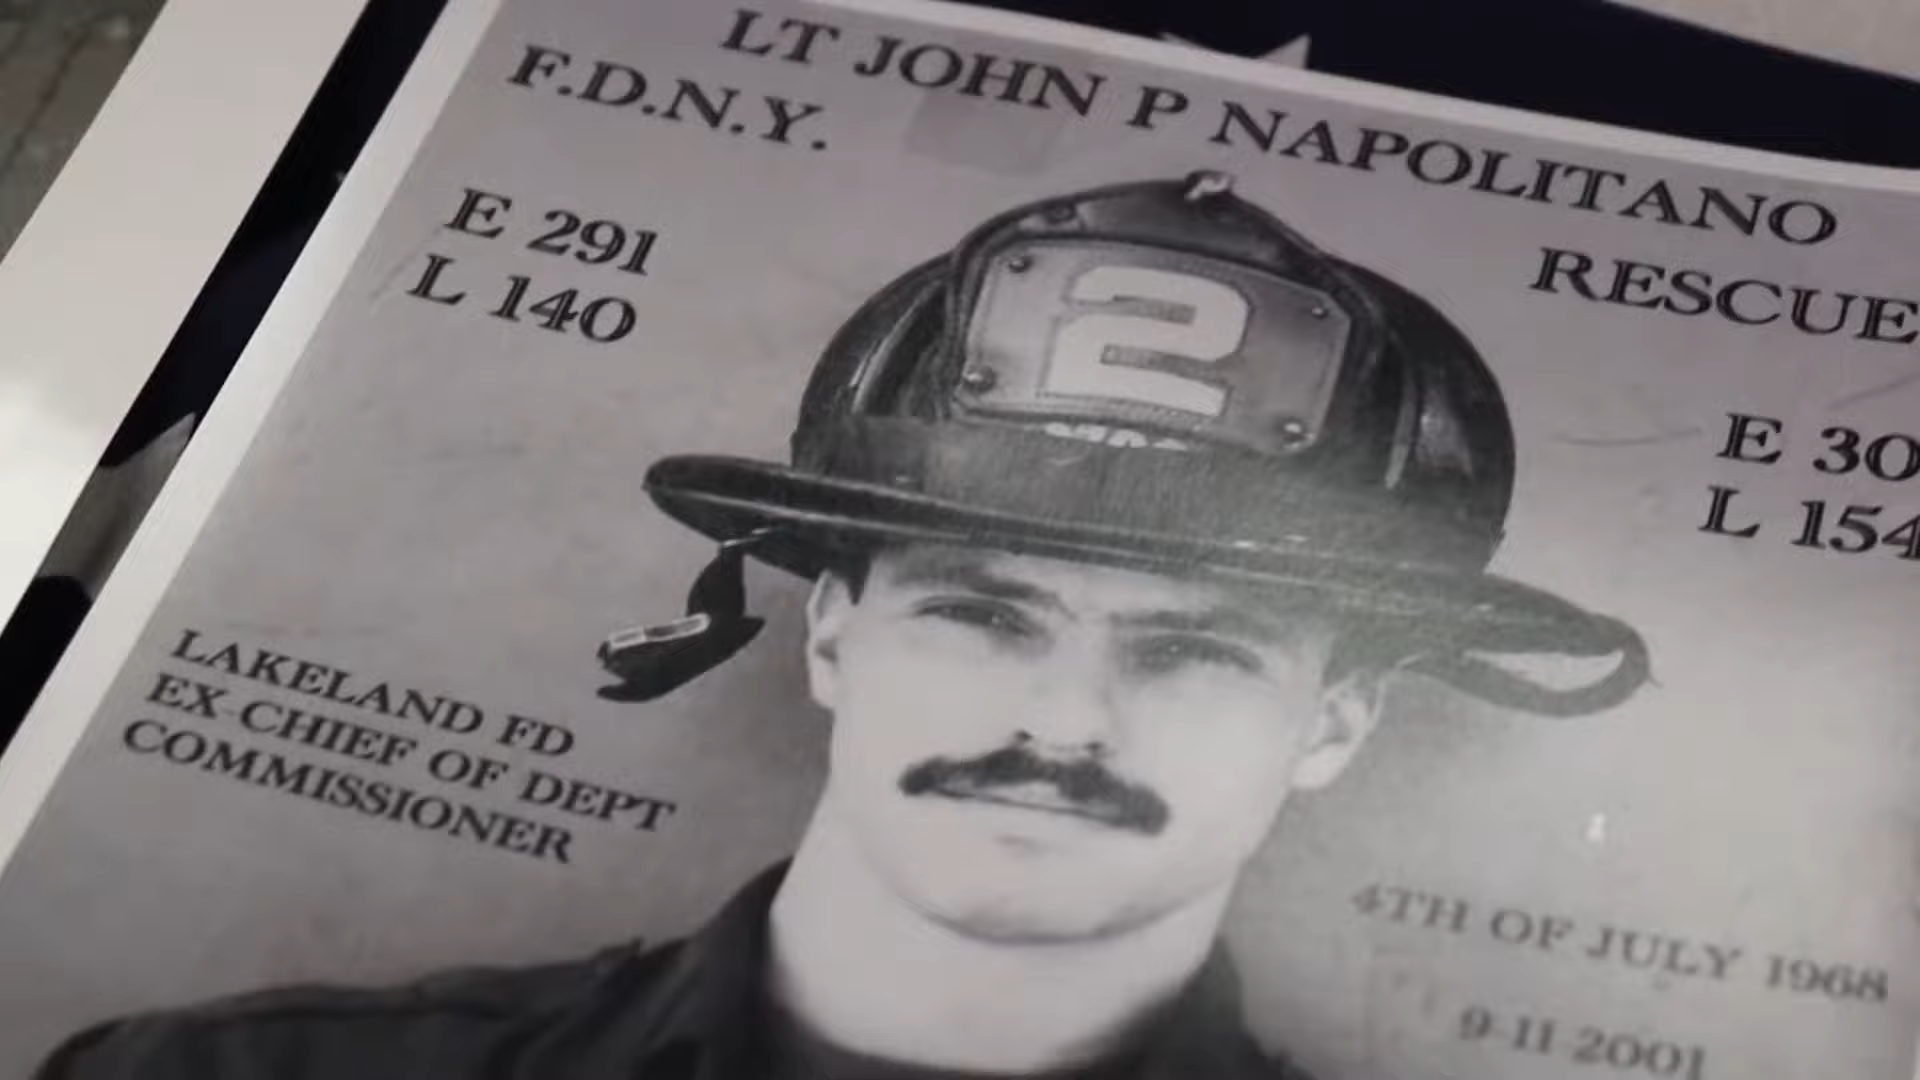 LT JOHN P NAPOLITANO
F.D.N.Y.
RESCUE
E 291
L 140
2
E 30
L 154
LAKELAND FD
EX-CHIEF OF DEPT
COMMISSIONER
4TH OF JULY 1968
9-11-2001